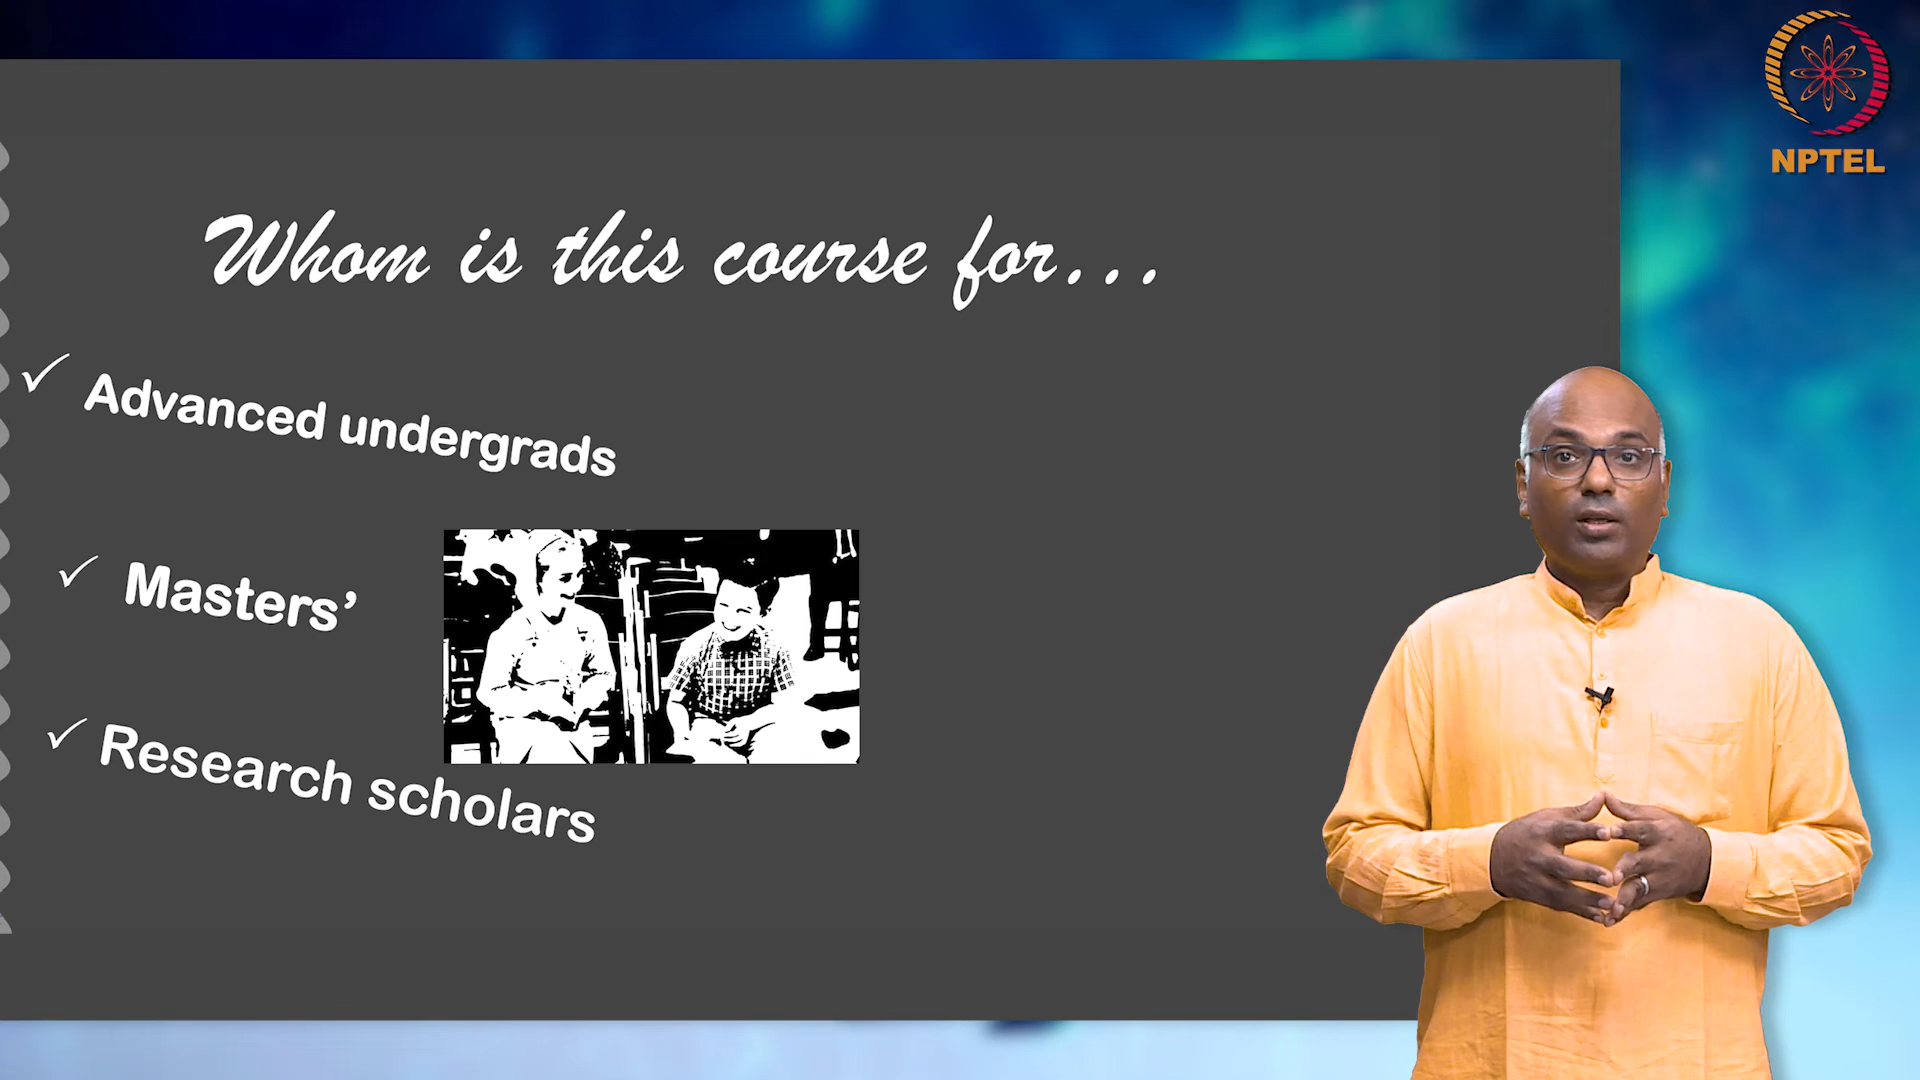 NPTEL
Whom is this course for...
✓ Advanced undergrads
✓ Masters’
✓ Research scholars